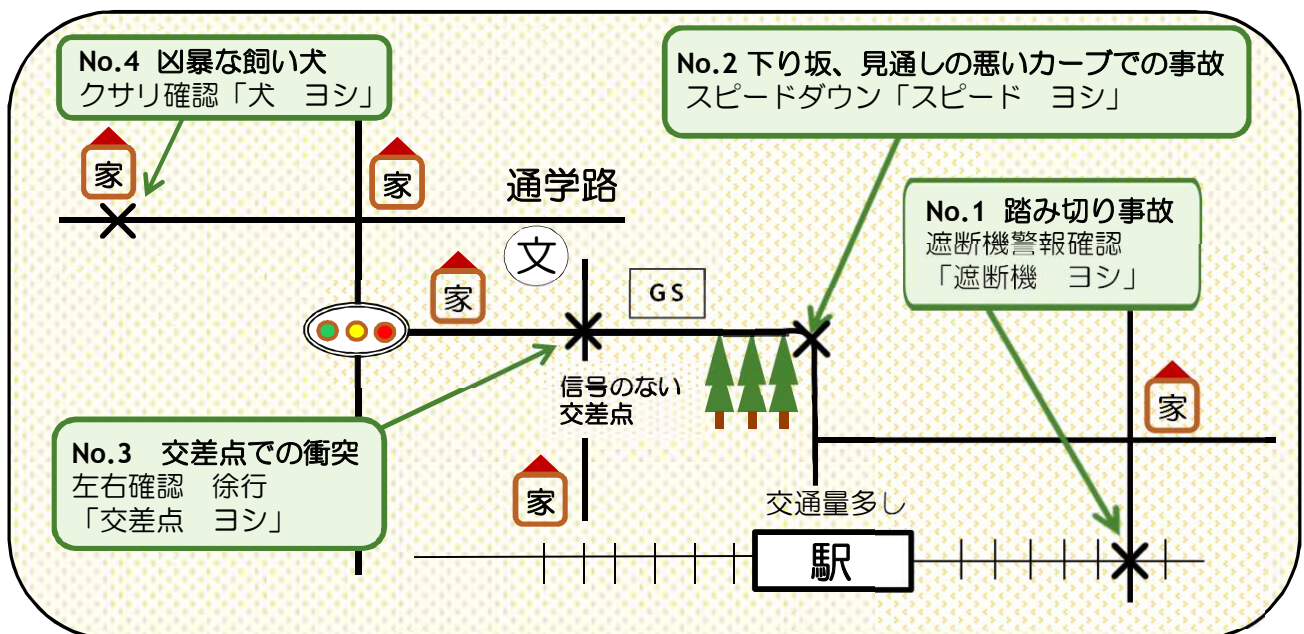 No.4 凶暴な飼い犬
クサリ確認「犬 ヨシ」
No.2 下り坂、見通しの悪いカーブでの事故
スピードダウン「スピード ヨシ」
家
家
通学路
No.1 踏み切り事故
遮断機警報確認
「遮断機 ヨシ」
文
家
GS
信号のない
交差点
家
No.3 交差点での衝突
左右確認 徐行
「交差点 ヨシ」
家
交通量多し
駅